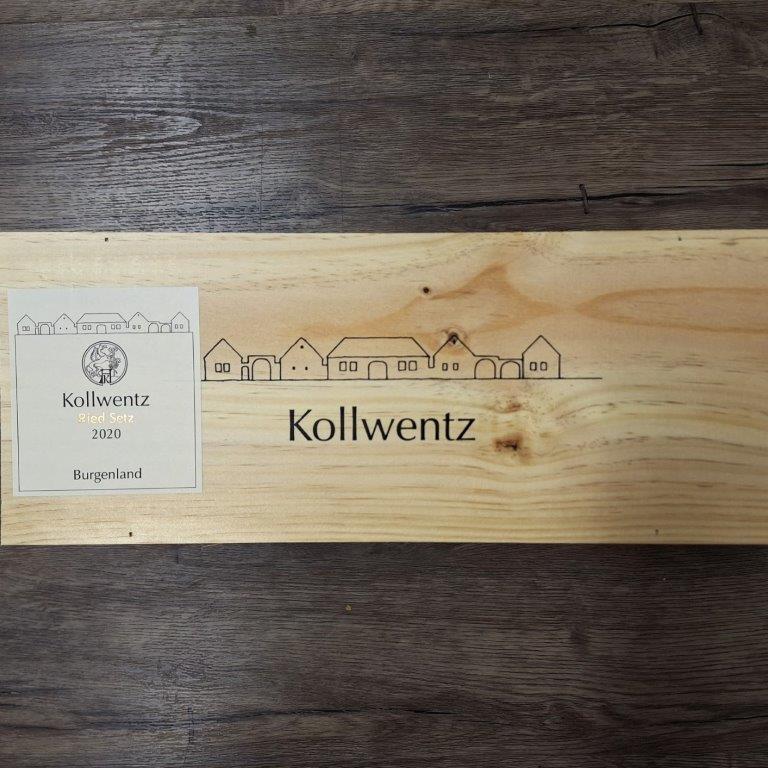 Kollwentz
Ried Setz
2020
Burgenland
Kollwentz